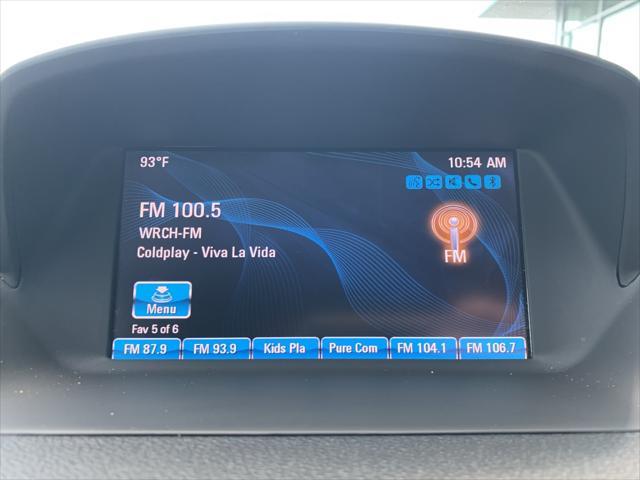 93°F
10:54 AM
FM 100.5
WRCH-FM
Coldplay - Viva La Vida
FM
Menu
Fav 5 of 6
FM 87.9
FM 93.9
Kids Pla
Pure Com
FM 104.1
FM 106.7